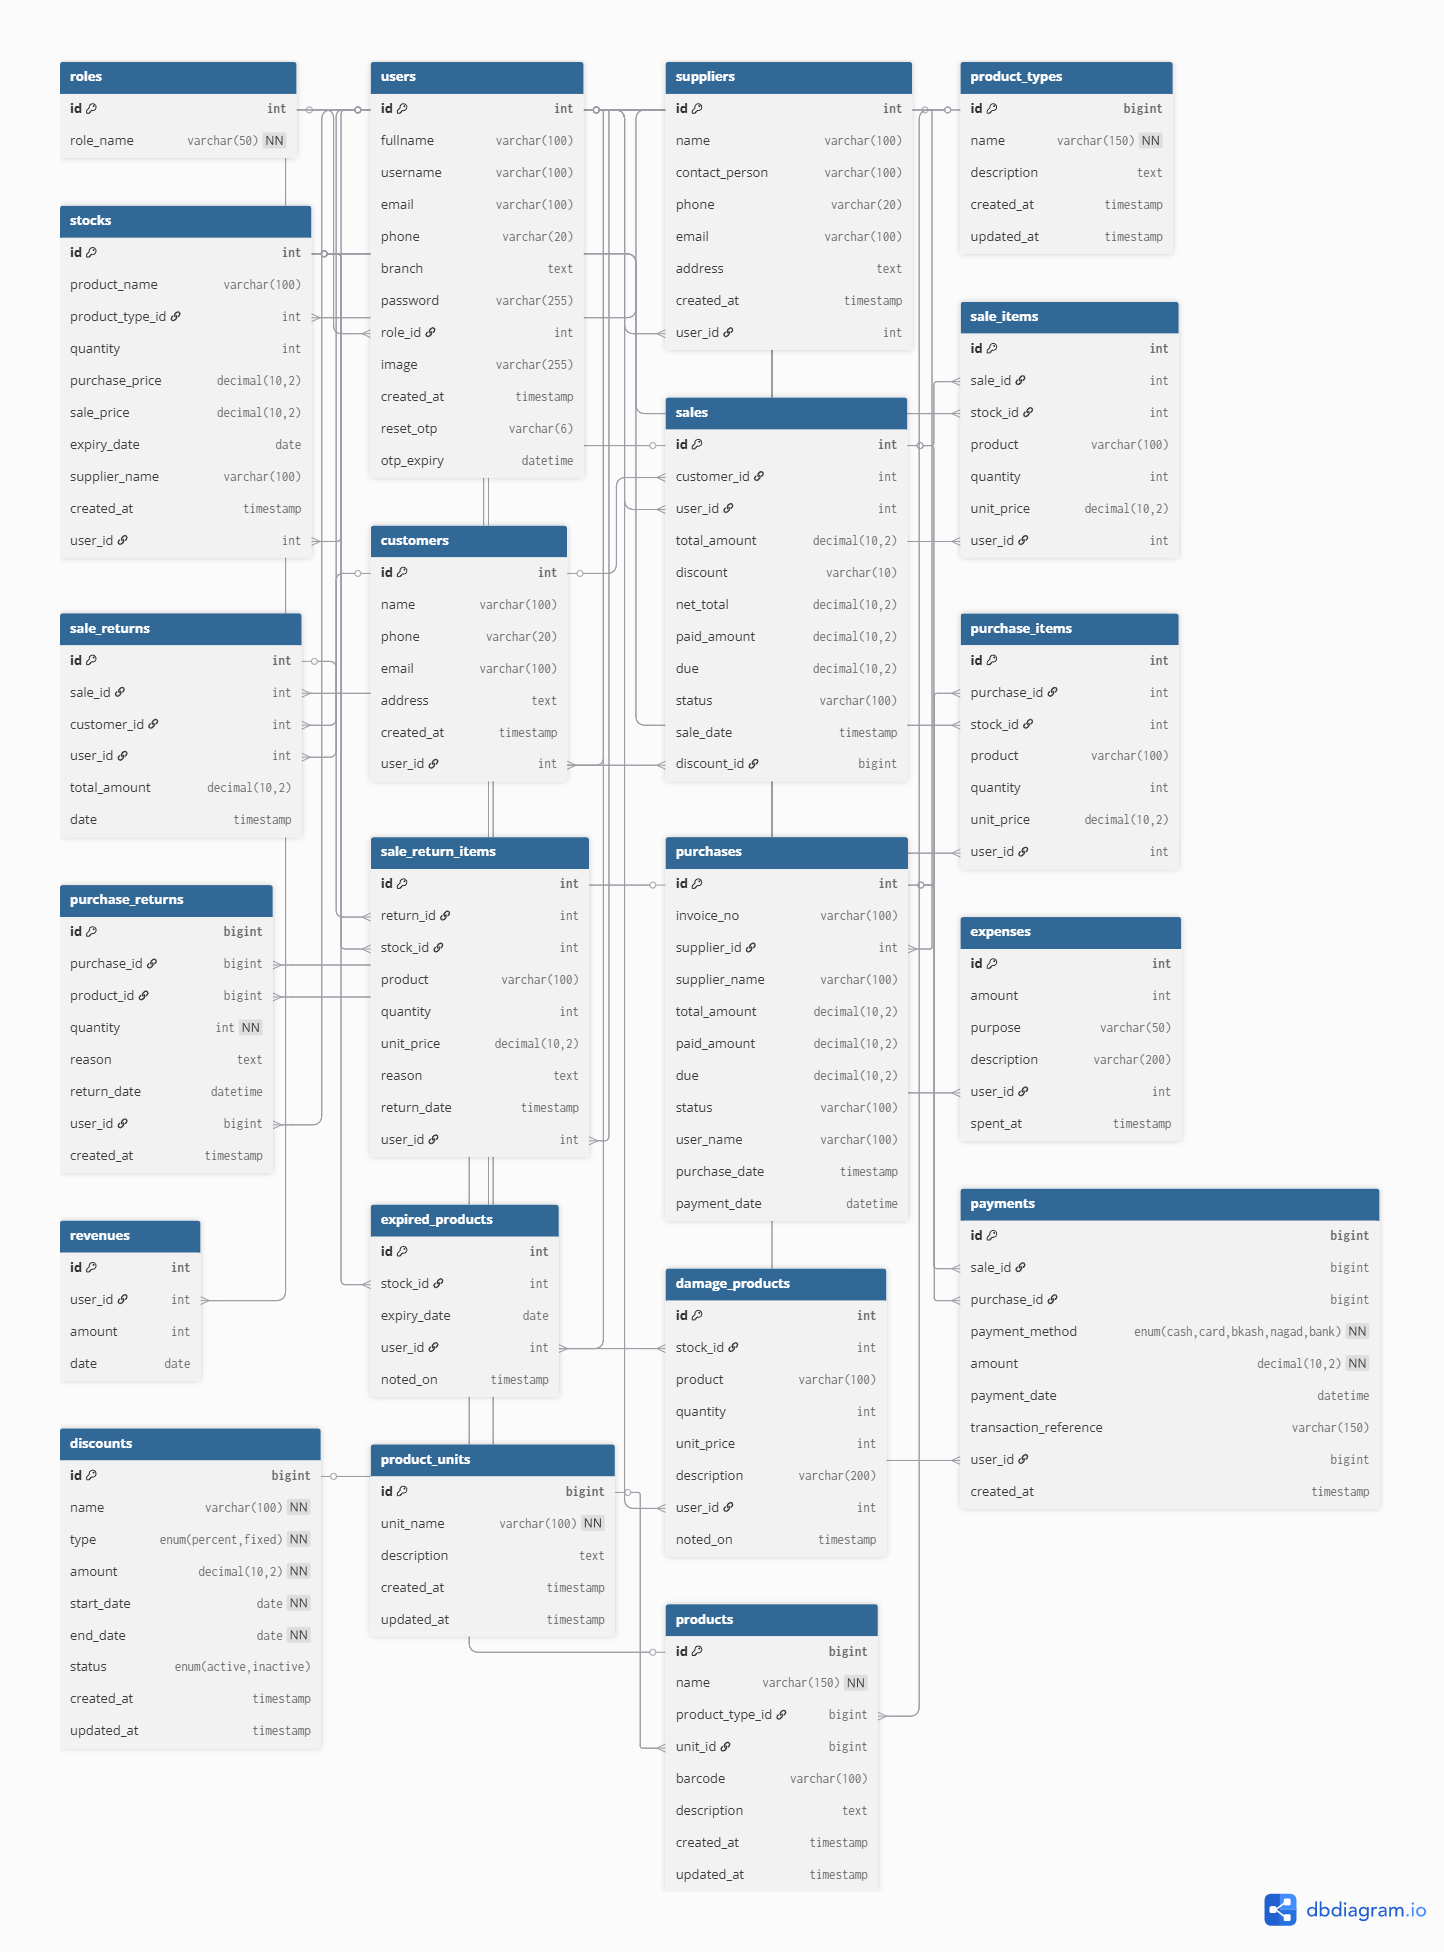 roles
id int
role_name varchar(50) NN
stocks
id int
product_name varchar(100)
product_type_id int
quantity int
purchase_price decimal(10,2)
sale_price decimal(10,2)
expiry_date date
supplier_name varchar(100)
created_at timestamp
user_id int
sale_returns
id int
sale_id int
customer_id int
user_id int
total_amount decimal(10,2)
date timestamp
purchase_returns
id bigint
purchase_id bigint
product_id bigint
quantity int NN
reason text
return_date datetime
user_id bigint
created_at timestamp
revenues
id int
user_id int
amount int
date date
discounts
id bigint
name varchar(100) NN
type enum(percent,fixed) NN
amount decimal(10,2) NN
start_date date NN
end_date date NN
status enum(active,inactive)
created_at timestamp
updated_at timestamp
users
id int
fullname varchar(100)
username varchar(100)
email varchar(100)
phone varchar(20)
branch text
password varchar(255)
role_id int
image varchar(255)
created_at timestamp
reset_otp varchar(6)
otp_expiry datetime
customers
id int
name varchar(100)
phone varchar(20)
email varchar(100)
address text
created_at timestamp
user_id int
sale_return_items
id int
return_id int
stock_id int
product varchar(100)
quantity int
unit_price decimal(10,2)
reason text
return_date timestamp
user_id int
expired_products
id int
stock_id int
expiry_date date
user_id int
noted_on timestamp
product_units
id bigint
unit_name varchar(100) NN
description text
created_at timestamp
updated_at timestamp
suppliers
id int
name varchar(100)
contact_person varchar(100)
phone varchar(20)
email varchar(100)
address text
created_at timestamp
user_id int
sales
id int
customer_id int
user_id int
total_amount decimal(10,2)
discount varchar(10)
net_total decimal(10,2)
paid_amount decimal(10,2)
due decimal(10,2)
status varchar(100)
sale_date timestamp
discount_id bigint
purchases
id int
invoice_no varchar(100)
supplier_id int
supplier_name varchar(100)
total_amount decimal(10,2)
paid_amount decimal(10,2)
due decimal(10,2)
status varchar(100)
user_name varchar(100)
purchase_date timestamp
payment_date datetime
damage_products
id int
stock_id int
product varchar(100)
quantity int
unit_price int
description varchar(200)
user_id int
noted_on timestamp
products
id bigint
name varchar(150) NN
product_type_id bigint
unit_id bigint
barcode varchar(100)
description text
created_at timestamp
updated_at timestamp
product_types
id bigint
name varchar(150) NN
description text
created_at timestamp
updated_at timestamp
sale_items
id int
sale_id int
stock_id int
product varchar(100)
quantity int
unit_price decimal(10,2)
user_id int
purchase_items
id int
purchase_id int
stock_id int
product varchar(100)
quantity int
unit_price decimal(10,2)
user_id int
expenses
id int
amount int
purpose varchar(50)
description varchar(200)
user_id int
spent_at timestamp
payments
id bigint
sale_id bigint
purchase_id bigint
payment_method enum(cash,card,bkash,nagad,bank) NN
amount decimal(10,2) NN
payment_date datetime
transaction_reference varchar(150)
user_id bigint
created_at timestamp
dbdiagram.io